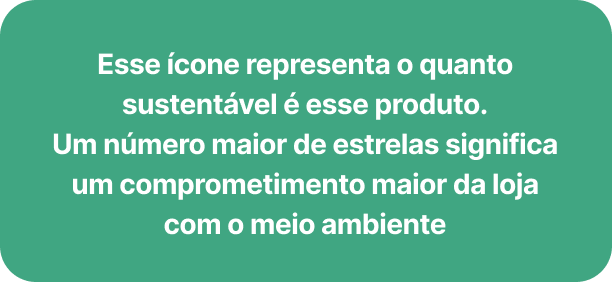 Esse ícone representa o quanto
sustentável é esse produto.
Um número maior de estrelas significa
um comprometimento maior da loja
com o meio ambiente